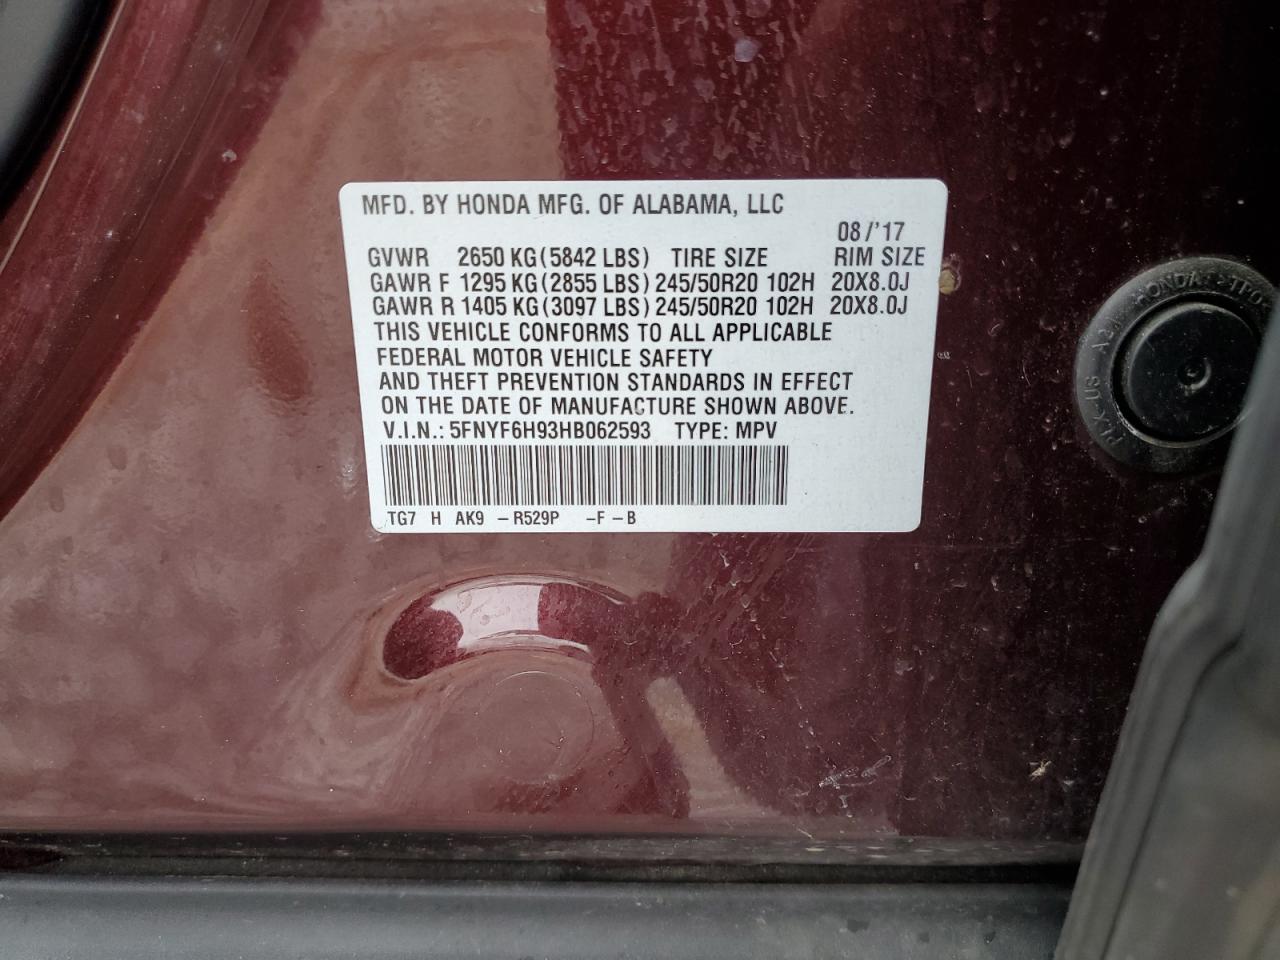 MFD. BY HONDA MFG. OF ALABAMA, LLC
08/'17
GVWR 2650 KG (5842 LBS) TIRE SIZE RIM SIZE
GAWR F 1295 KG (2855 LBS) 245/50R20 102H 20X8.0J
GAWR R 1405 KG (3097 LBS) 245/50R20 102H 20X8.0J
THIS VEHICLE CONFORMS TO ALL APPLICABLE
FEDERAL MOTOR VEHICLE SAFETY
AND THEFT PREVENTION STANDARDS IN EFFECT
ON THE DATE OF MANUFACTURE SHOWN ABOVE.
V.I.N.: 5FNYF6H93HB062593 TYPE: MPV
TG7 H AK9 -R529P -F-B
HONDA